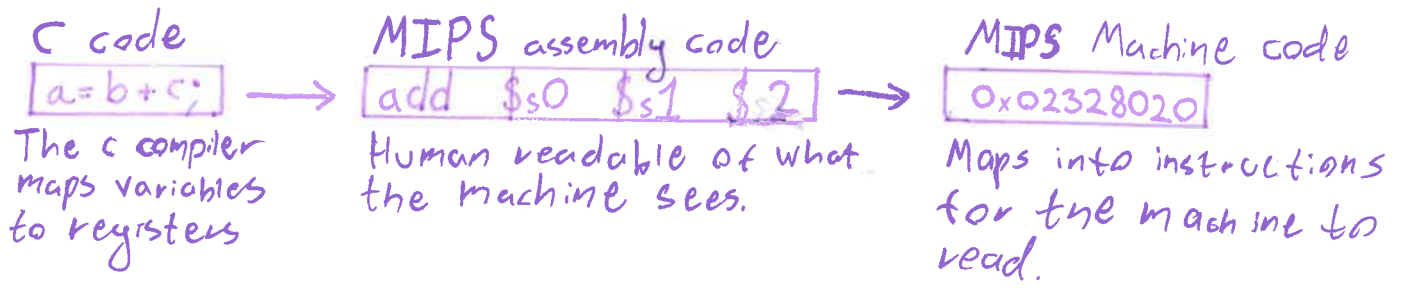 C code
a = b + c;
The c compiler
maps variables
to registers
MIPS assembly code
add $s0 $s1 $s2
Human readable of what
the machine sees.
MIPS Machine code
0x02328020
Maps into instructions
for the machine to
read.